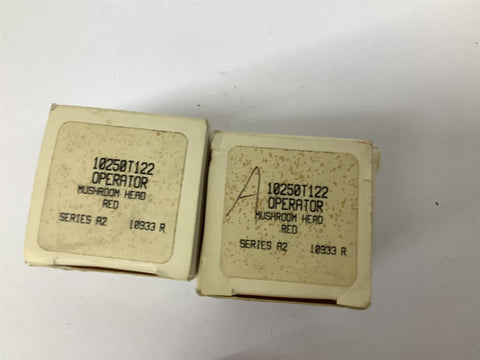 10250T122
OPERATOR
MUSHROOM HEAD
RED
SERIES A2 10933 R
A
10250T122
OPERATOR
MUSHROOM HEAD
RED
SERIES A2 10933 R